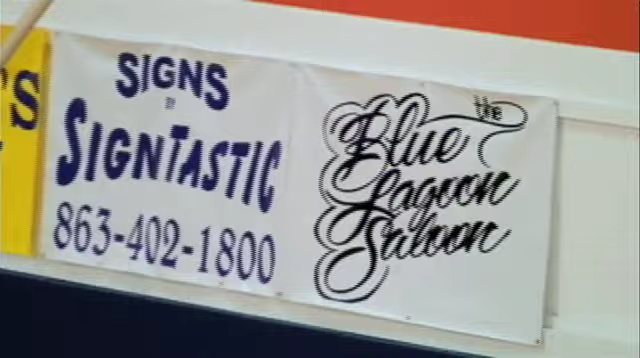 S
SIGNS
BY
SIGNTASTIC
863-402-1800
the
Blue
Lagoon
Saloon